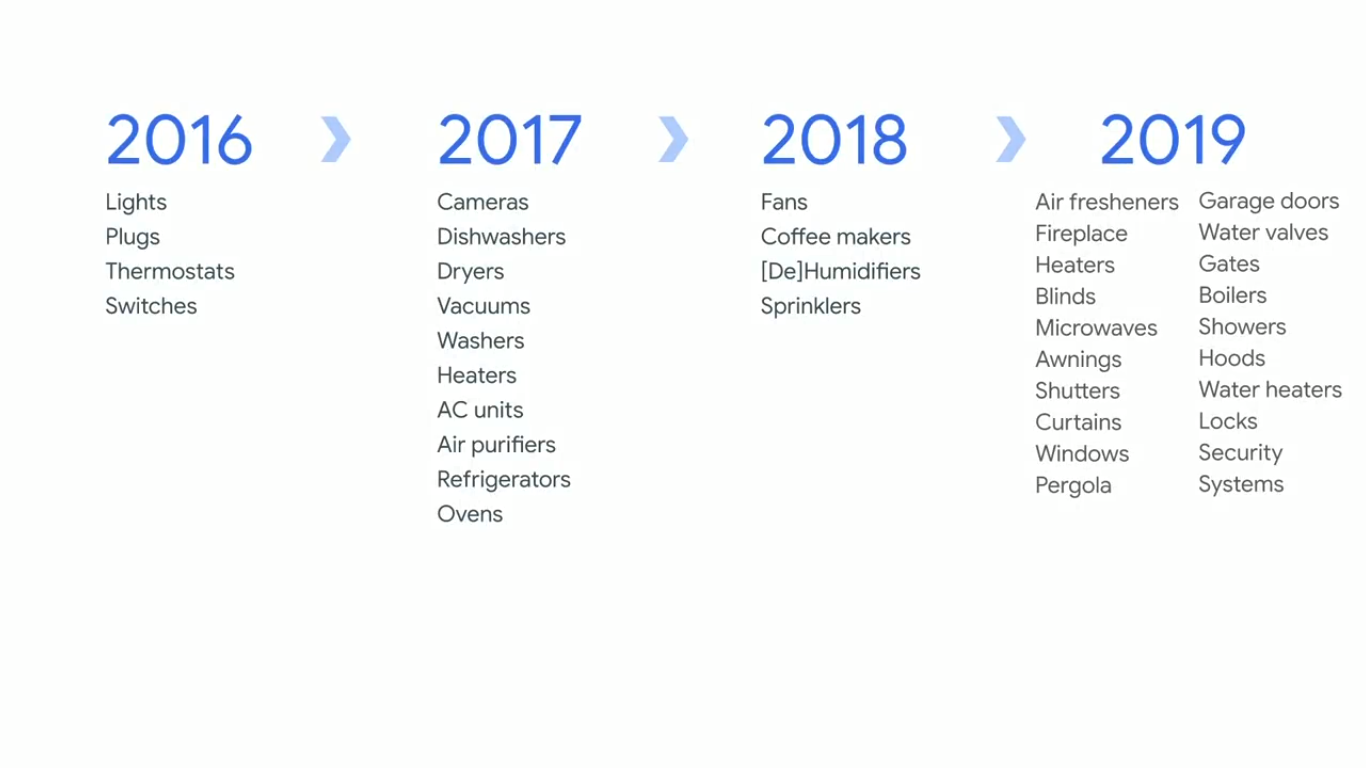 2016
Lights
Plugs
Thermostats
Switches
2017
Cameras
Dishwashers
Dryers
Vacuums
Washers
Heaters
AC units
Air purifiers
Refrigerators
Ovens
2018
Fans
Coffee makers
[De]Humidifiers
Sprinklers
2019
Air fresheners
Fireplace
Heaters
Blinds
Microwaves
Awnings
Shutters
Curtains
Windows
Pergola
Garage doors
Water valves
Gates
Boilers
Showers
Hoods
Water heaters
Locks
Security
Systems